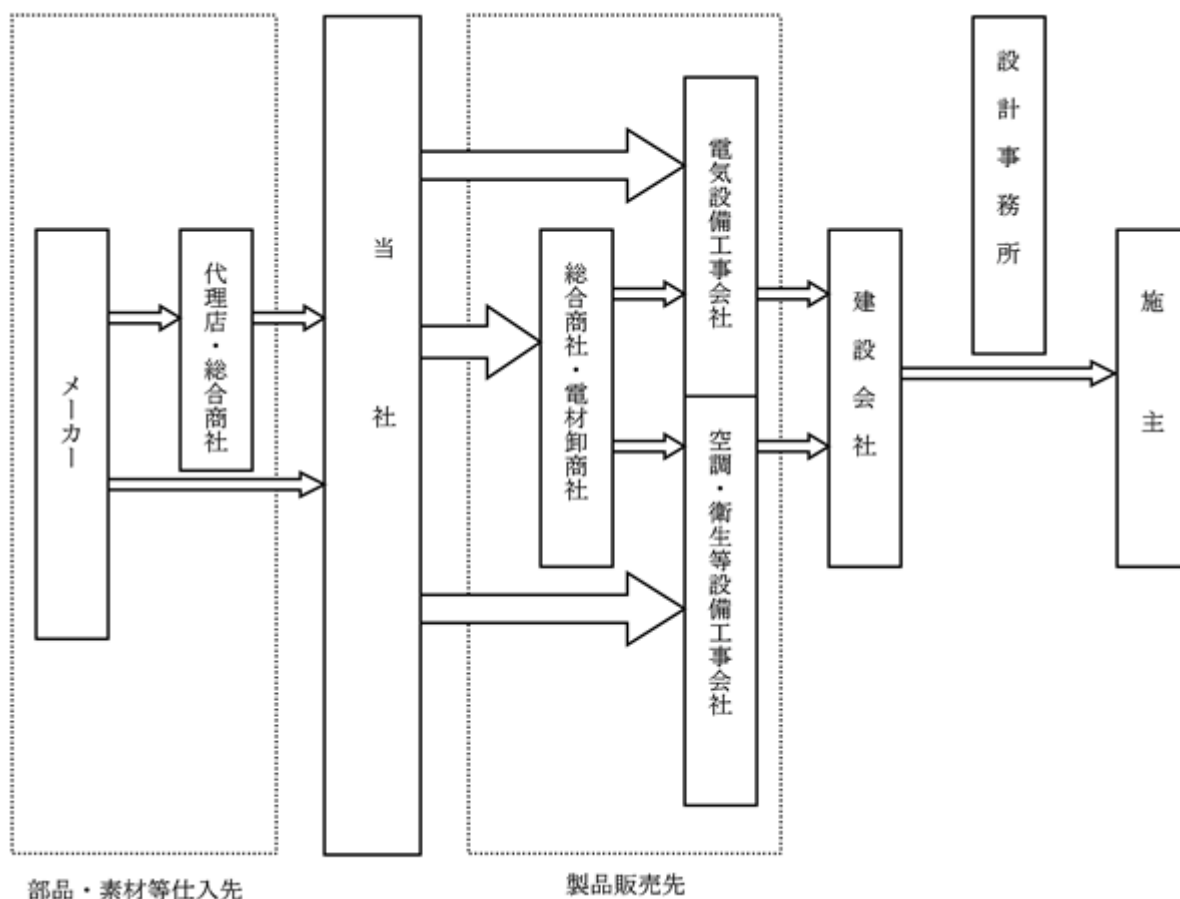 メーカー
代理店・総合商社
当社
総合商社・電材卸商社
電気設備工事会社
空調・衛生等設備工事会社
建設会社
設計事務所
施主
部品・素材等仕入先
製品販売先